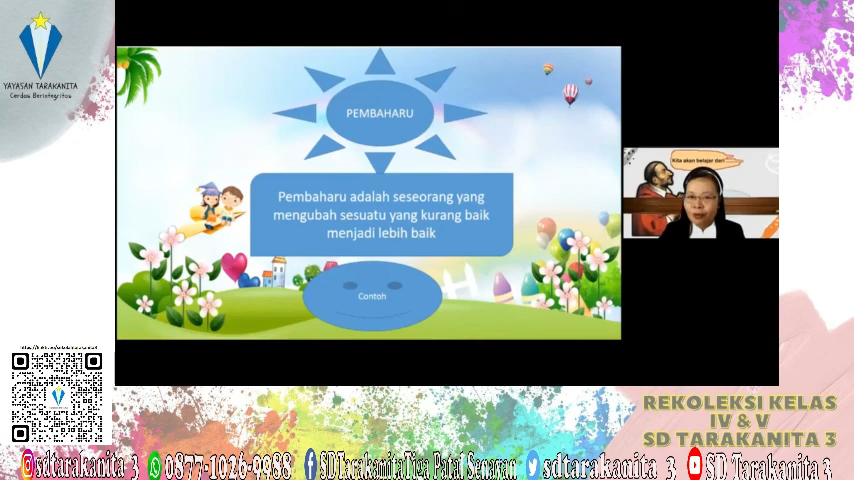 YAYASAN TARAKANITA
Cerdas Berintegritas
PEMBAHARU
Pembaharu adalah seseorang yang
mengubah sesuatu yang kurang baik
menjadi lebih baik
Contoh
Kita akan belajar dari
REKOLEKSI KELAS
IV & V
SD TARAKANITA 3
sdtarakanita 3
0877-1026-9988
SDTarakanitaTiga Patal Senayan
sdtarakanita 3
SD Tarakanita 3